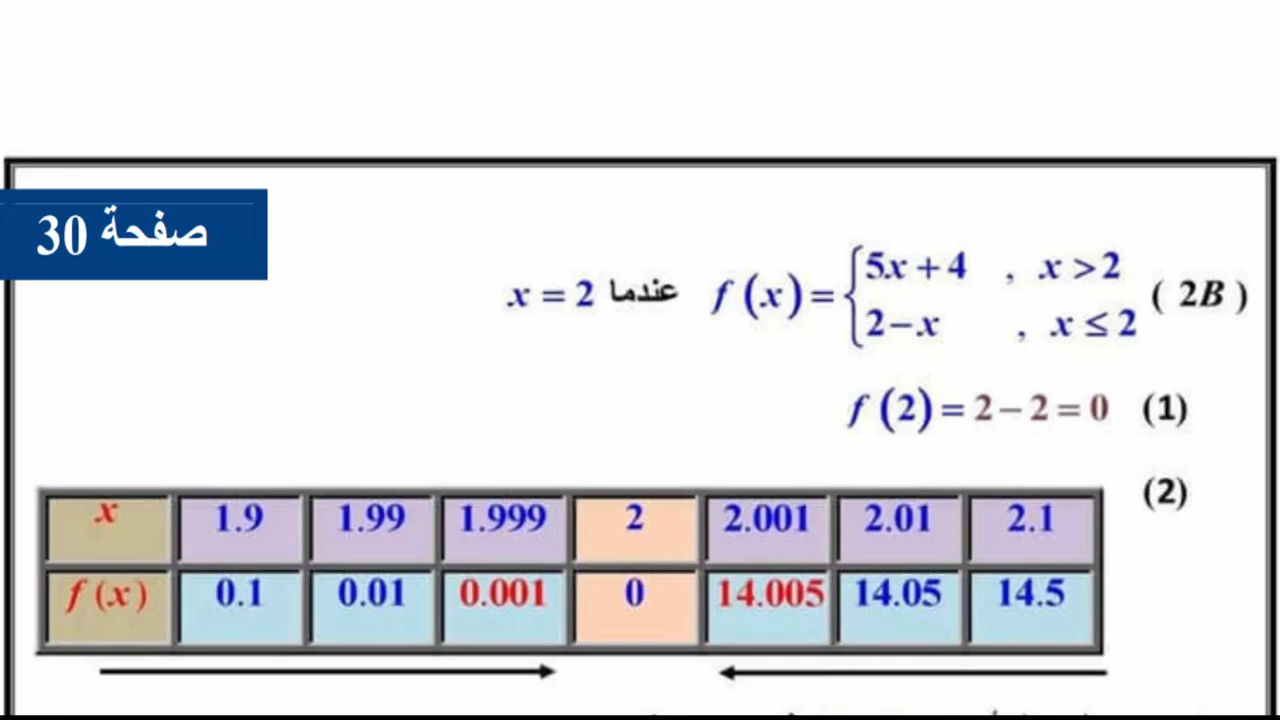 صفحة 30
(2B) f(x) = { 5x + 4 , x > 2 عندما x = 2
2 − x , x ≤ 2
(1) f(2) = 2 − 2 = 0
(2)
x 1.9 1.99 1.999 2 2.001 2.01 2.1
f(x) 0.1 0.01 0.001 0 14.005 14.05 14.5